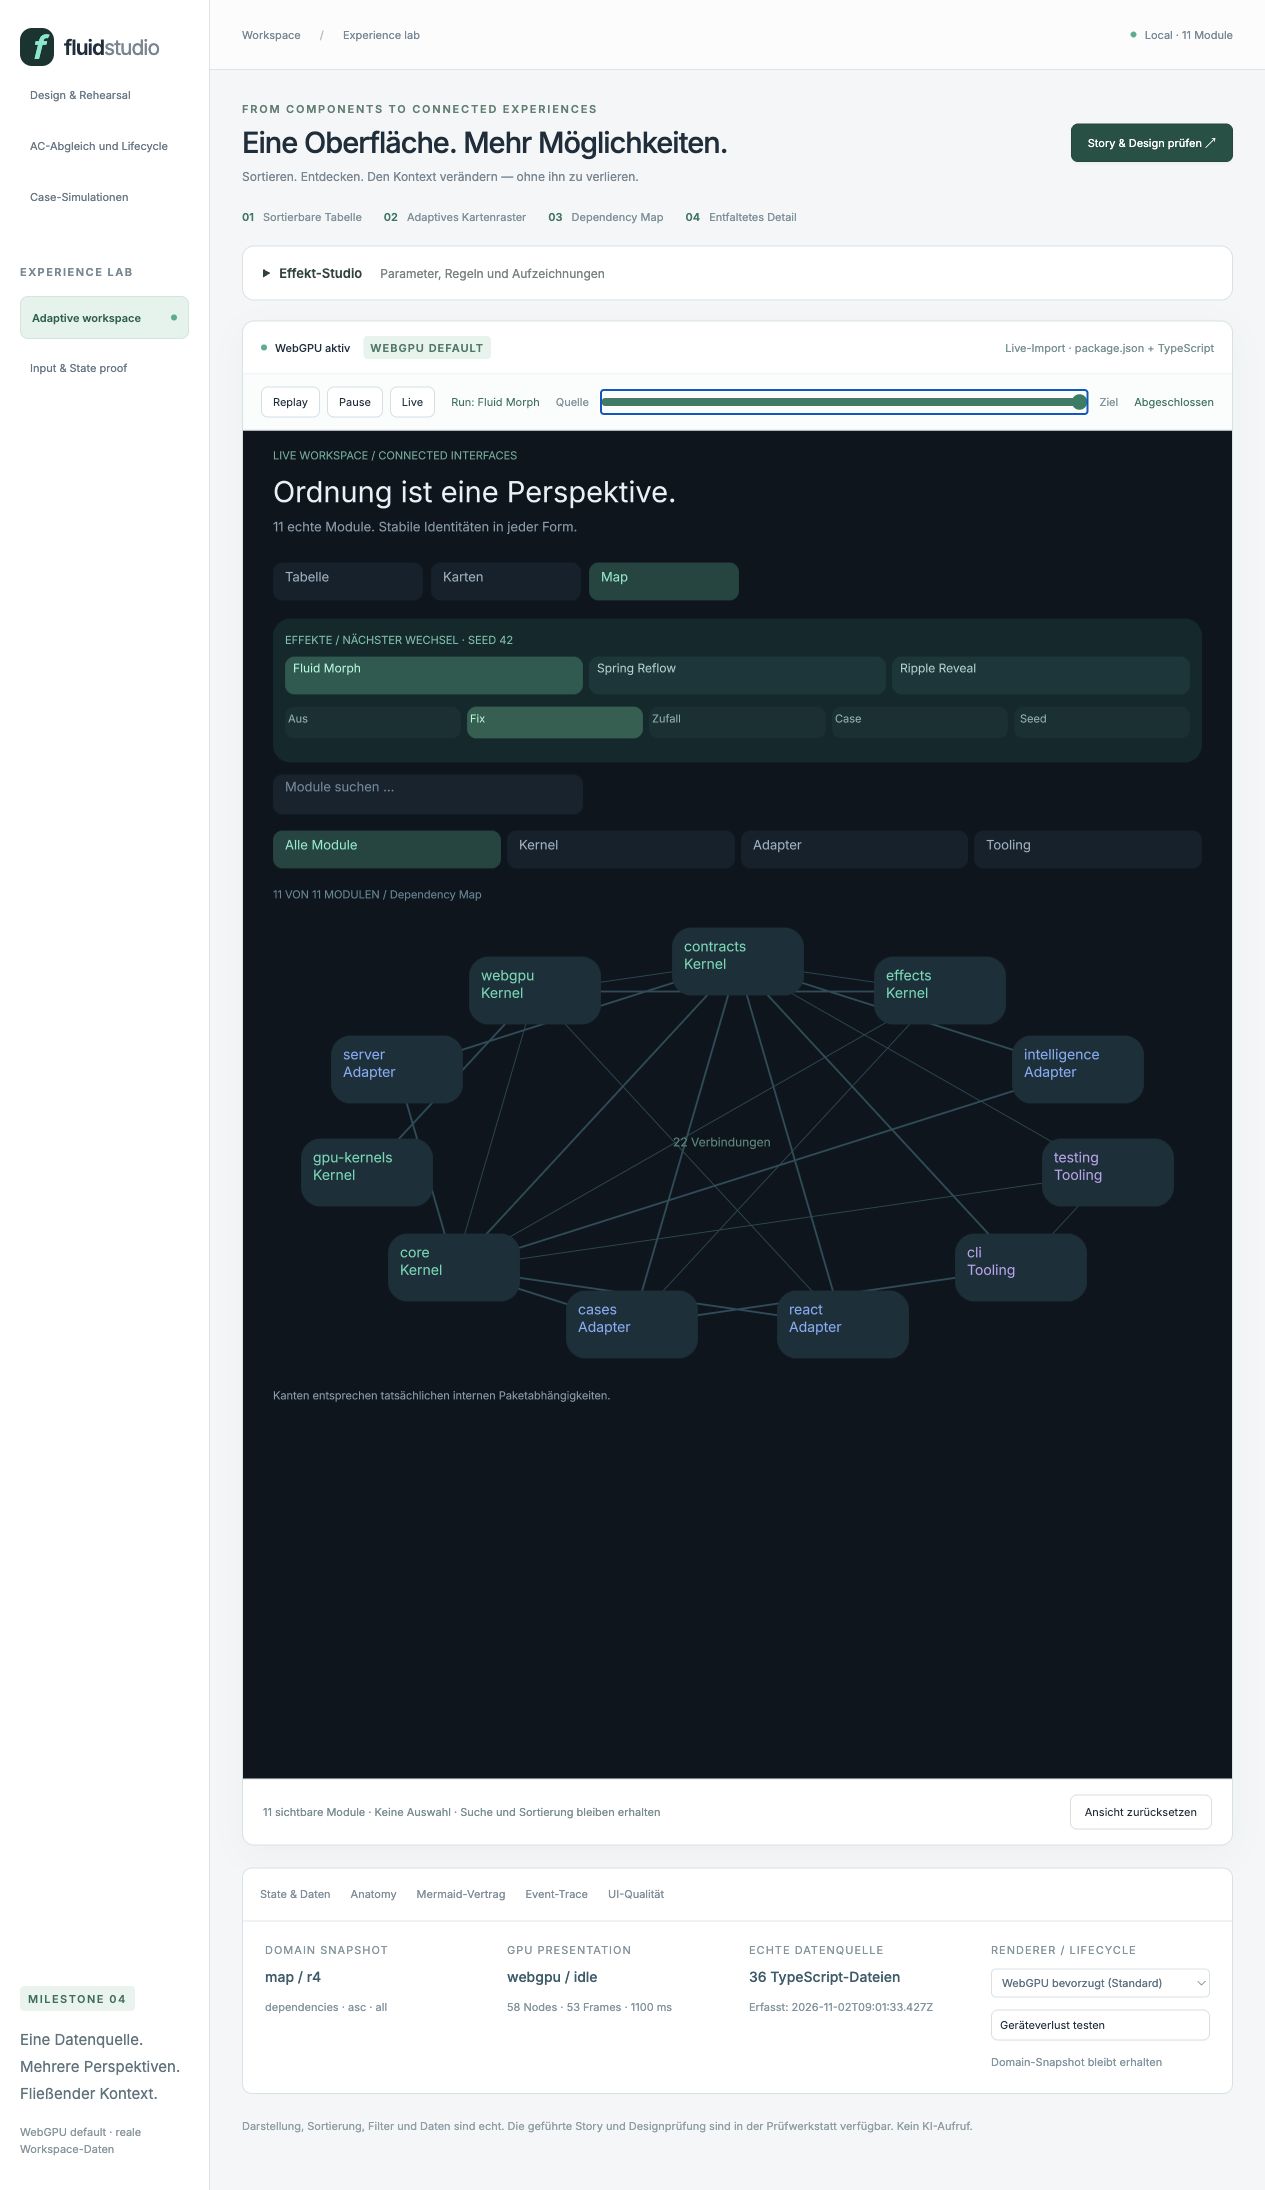 fluidstudio
Design & Rehearsal
AC-Abgleich und Lifecycle
Case-Simulationen
EXPERIENCE LAB
Adaptive workspace
Input & State proof
MILESTONE 04
Eine Datenquelle.
Mehrere Perspektiven.
Fließender Kontext.
WebGPU default · reale
Workspace-Daten
Workspace / Experience lab
Local · 11 Module
FROM COMPONENTS TO CONNECTED EXPERIENCES
Eine Oberfläche. Mehr Möglichkeiten.
Sortieren. Entdecken. Den Kontext verändern — ohne ihn zu verlieren.
Story & Design prüfen ↗
01 Sortierbare Tabelle 02 Adaptives Kartenraster 03 Dependency Map 04 Entfaltetes Detail
▶ Effekt-Studio Parameter, Regeln und Aufzeichnungen
WebGPU aktiv WEBGPU DEFAULT Live-Import · package.json + TypeScript
Replay Pause Live Run: Fluid Morph Quelle Ziel Abgeschlossen
LIVE WORKSPACE / CONNECTED INTERFACES
Ordnung ist eine Perspektive.
11 echte Module. Stabile Identitäten in jeder Form.
Tabelle Karten Map
EFFEKTE / NÄCHSTER WECHSEL · SEED 42
Fluid Morph Spring Reflow Ripple Reveal
Aus Fix Zufall Case Seed
Module suchen ...
Alle Module Kernel Adapter Tooling
11 VON 11 MODULEN / Dependency Map
contracts
Kernel
webgpu
Kernel
effects
Kernel
server
Adapter
intelligence
Adapter
22 Verbindungen
gpu-kernels
Kernel
testing
Tooling
core
Kernel
cli
Tooling
cases
Adapter
react
Adapter
Kanten entsprechen tatsächlichen internen Paketabhängigkeiten.
11 sichtbare Module · Keine Auswahl · Suche und Sortierung bleiben erhalten
Ansicht zurücksetzen
State & Daten Anatomy Mermaid-Vertrag Event-Trace UI-Qualität
DOMAIN SNAPSHOT
map / r4
dependencies · asc · all
GPU PRESENTATION
webgpu / idle
58 Nodes · 53 Frames · 1100 ms
ECHTE DATENQUELLE
36 TypeScript-Dateien
Erfasst: 2026-11-02T09:01:33.427Z
RENDERER / LIFECYCLE
WebGPU bevorzugt (Standard)
Geräteverlust testen
Domain-Snapshot bleibt erhalten
Darstellung, Sortierung, Filter und Daten sind echt. Die geführte Story und Designprüfung sind in der Prüfwerkstatt verfügbar. Kein KI-Aufruf.